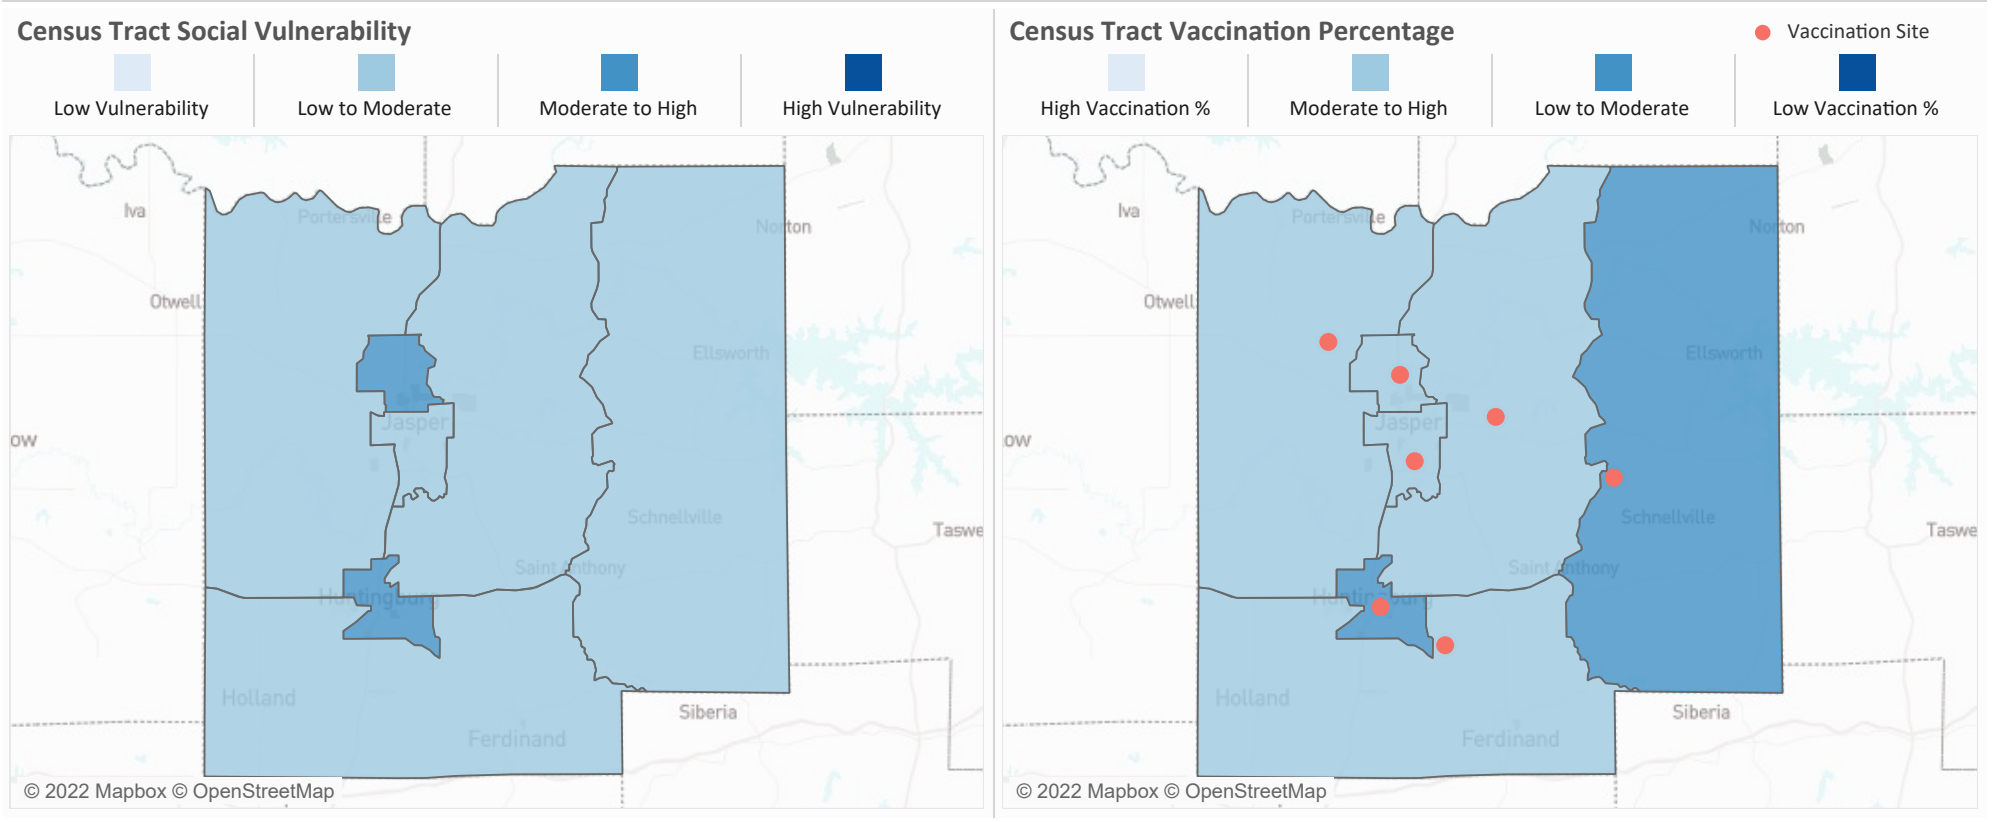 Census Tract Social Vulnerability
Low Vulnerability
Low to Moderate
Moderate to High
High Vulnerability
Iva
Portersville
Norton
Otwell
Ellsworth
Jasper
ow
Schnellville
Taswe
Saint Anthony
Huntingburg
Holland
Siberia
Ferdinand
© 2022 Mapbox © OpenStreetMap
Census Tract Vaccination Percentage
Vaccination Site
High Vaccination %
Moderate to High
Low to Moderate
Low Vaccination %
Iva
Portersville
Norton
Otwell
Ellsworth
Jasper
ow
Schnellville
Taswe
Saint Anthony
Huntingburg
Holland
Siberia
Ferdinand
© 2022 Mapbox © OpenStreetMap